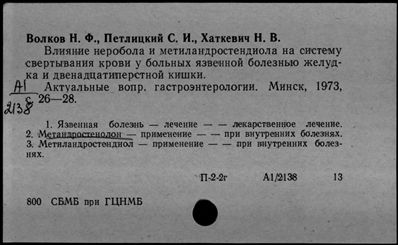 Волков Н. Ф., Петлицкий С. И., Хаткевич Н. В.
Влияние неробола и метиландростендиола на систему
свертывания крови у больных язвенной болезнью желуд-
ка и двенадцатиперстной кишки.
А1 Актуальные вопр. гастроэнтерологии. Минск, 1973,
2138 с 26—28.
1. Язвенная болезнь — лечение — — лекарственное лечение.
2. Метандростенолон — применение — — при внутренних болезнях.
3. Метиландростендиол — применение — — при внутренних болез-
нях.
П-2-2г А1/2138 13
800 СБМБ при ГЦНМБ